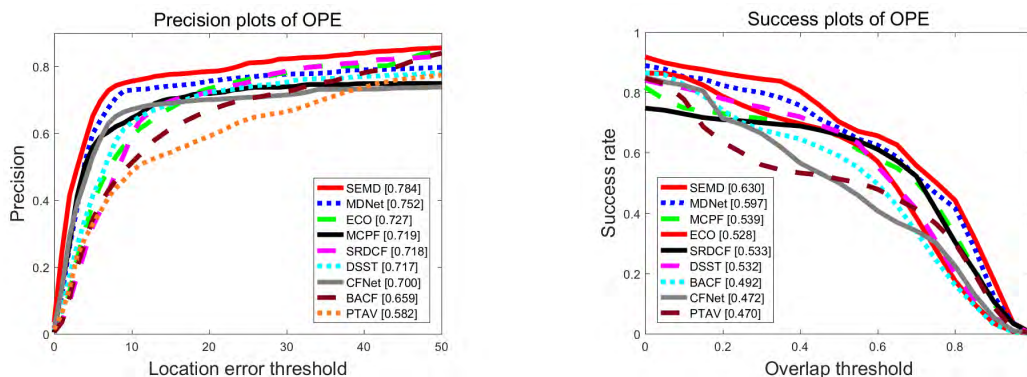 Precision plots of OPE
Precision
0.8
0.6
0.4
0.2
0
0 10 20 30 40 50
Location error threshold
SEMD [0.784]
MDNet [0.752]
ECO [0.727]
MCPF [0.719]
SRDCF [0.718]
DSST [0.717]
CFNet [0.700]
BACF [0.659]
PTAV [0.582]
Success plots of OPE
Success rate
1
0.8
0.6
0.4
0.2
0
0 0.2 0.4 0.6 0.8
Overlap threshold
SEMD [0.630]
MDNet [0.597]
MCPF [0.539]
ECO [0.528]
SRDCF [0.533]
DSST [0.532]
BACF [0.492]
CFNet [0.472]
PTAV [0.470]